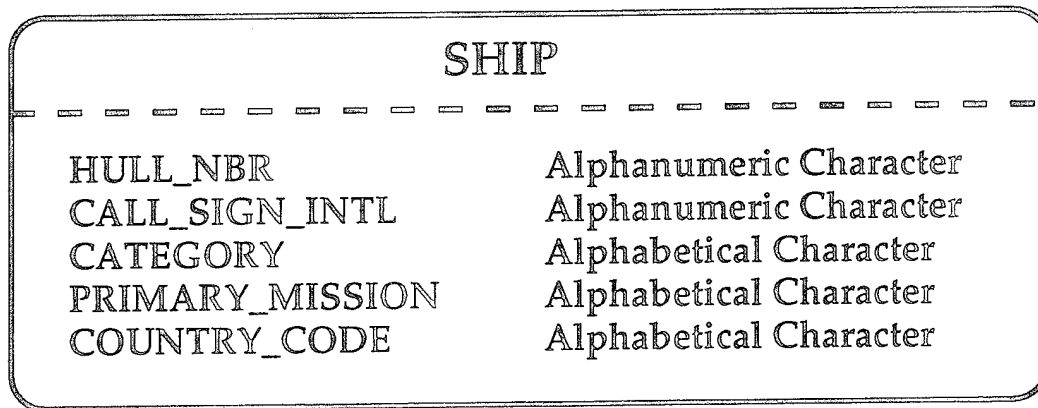 SHIP
HULL_NBR Alphanumeric Character
CALL_SIGN_INTL Alphanumeric Character
CATEGORY Alphabetical Character
PRIMARY_MISSION Alphabetical Character
COUNTRY_CODE Alphabetical Character